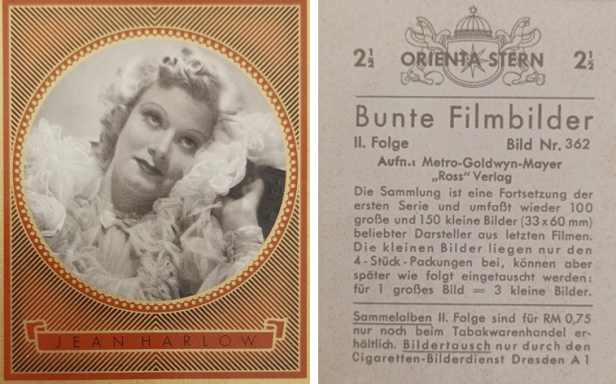 JEAN HARLOW
2½ ORIENTA-STERN 2½
Bunte Filmbilder
II. Folge Bild Nr. 362
Aufn.: Metro-Goldwyn-Mayer
„Ross" Verlag
Die Sammlung ist eine Fortsetzung der
ersten Serie und umfaßt wieder 100
große und 150 kleine Bilder (33x60 mm)
beliebter Darsteller aus letzten Filmen.
Die kleinen Bilder liegen nur den
4-Stück-Packungen bei, können aber
später wie folgt eingetauscht werden:
für 1 großes Bild = 3 kleine Bilder.
Sammelalben II. Folge sind für RM 0,75
nur noch beim Tabakwarenhandel er-
hältlich. Bildertausch nur durch den
Cigaretten-Bilderdienst Dresden A 1